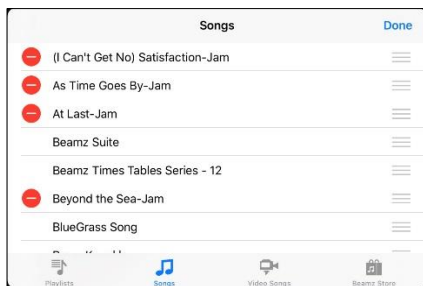 Songs
Done
(I Can't Get No) Satisfaction-Jam
As Time Goes By-Jam
At Last-Jam
Beamz Suite
Beamz Times Tables Series - 12
Beyond the Sea-Jam
BlueGrass Song
Playlists
Songs
Video Songs
Beamz Store